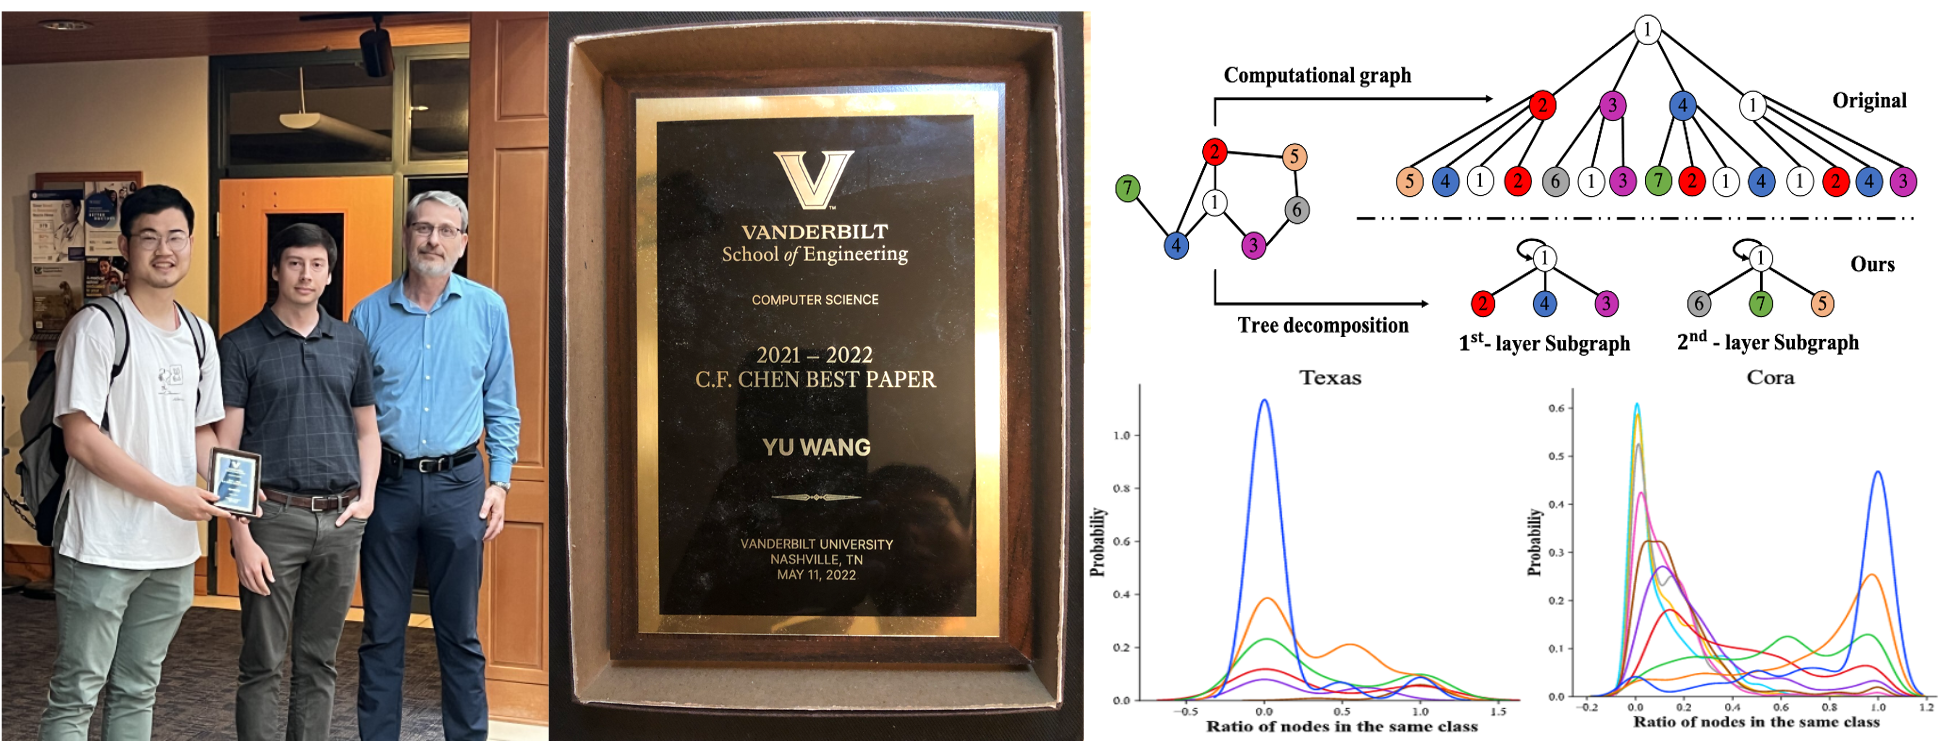 V
VANDERBILT
School of Engineering
COMPUTER SCIENCE
2021 – 2022
C.F. CHEN BEST PAPER
YU WANG
VANDERBILT UNIVERSITY
NASHVILLE, TN
MAY 11, 2022
Computational graph
Original
1
2 3 4 1
5 4 1 2 6 1 3 7 2 1 4 1 2 4 3
2 5
7 1 6
4 3
Tree decomposition
Ours
1 1
2 4 3 6 7 5
1st- layer Subgraph
2nd - layer Subgraph
Texas
Probability
1.0
0.8
0.6
0.4
0.2
0.0
−0.5 0.0 0.5 1.0 1.5
Ratio of nodes in the same class
Cora
Probability
0.6
0.5
0.4
0.3
0.2
0.1
0.0
−0.2 0.0 0.2 0.4 0.6 0.8 1.0 1.2
Ratio of nodes in the same class